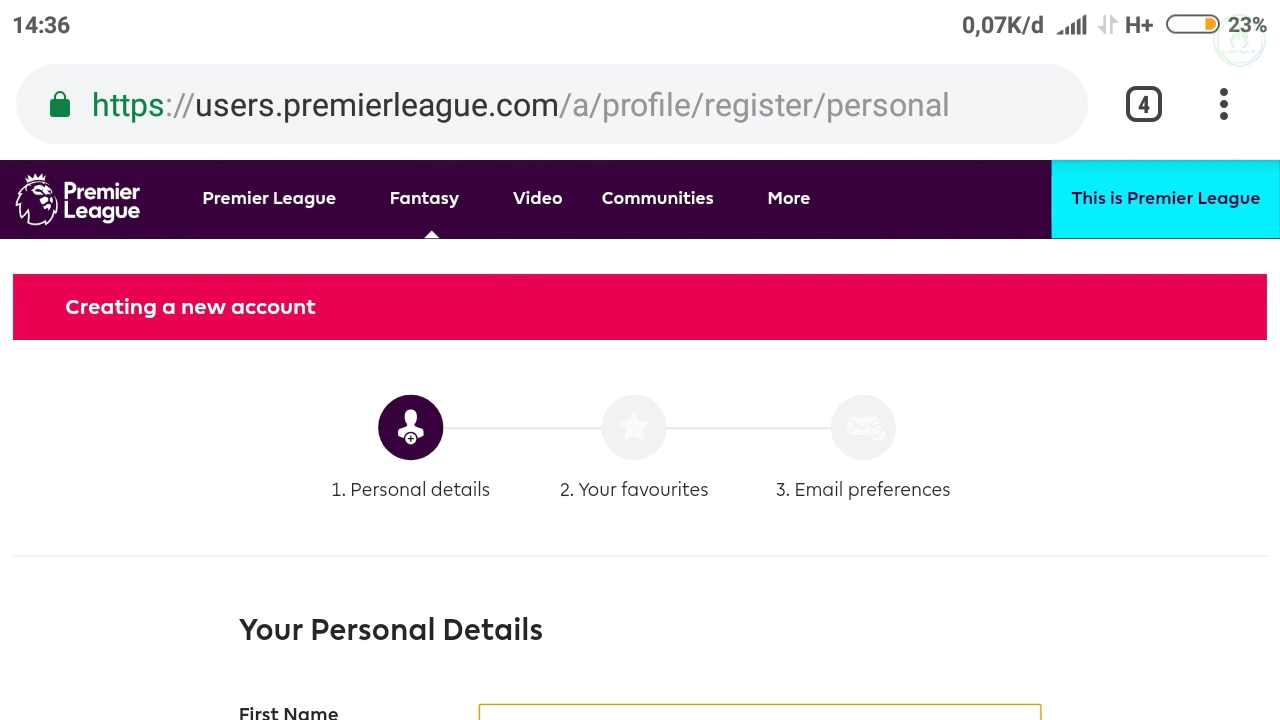 14:36 0,07K/d H+ 23%
https://users.premierleague.com/a/profile/register/personal 4
Premier League Premier League Fantasy Video Communities More This is Premier League
Creating a new account
1. Personal details 2. Your favourites 3. Email preferences
Your Personal Details
First Name